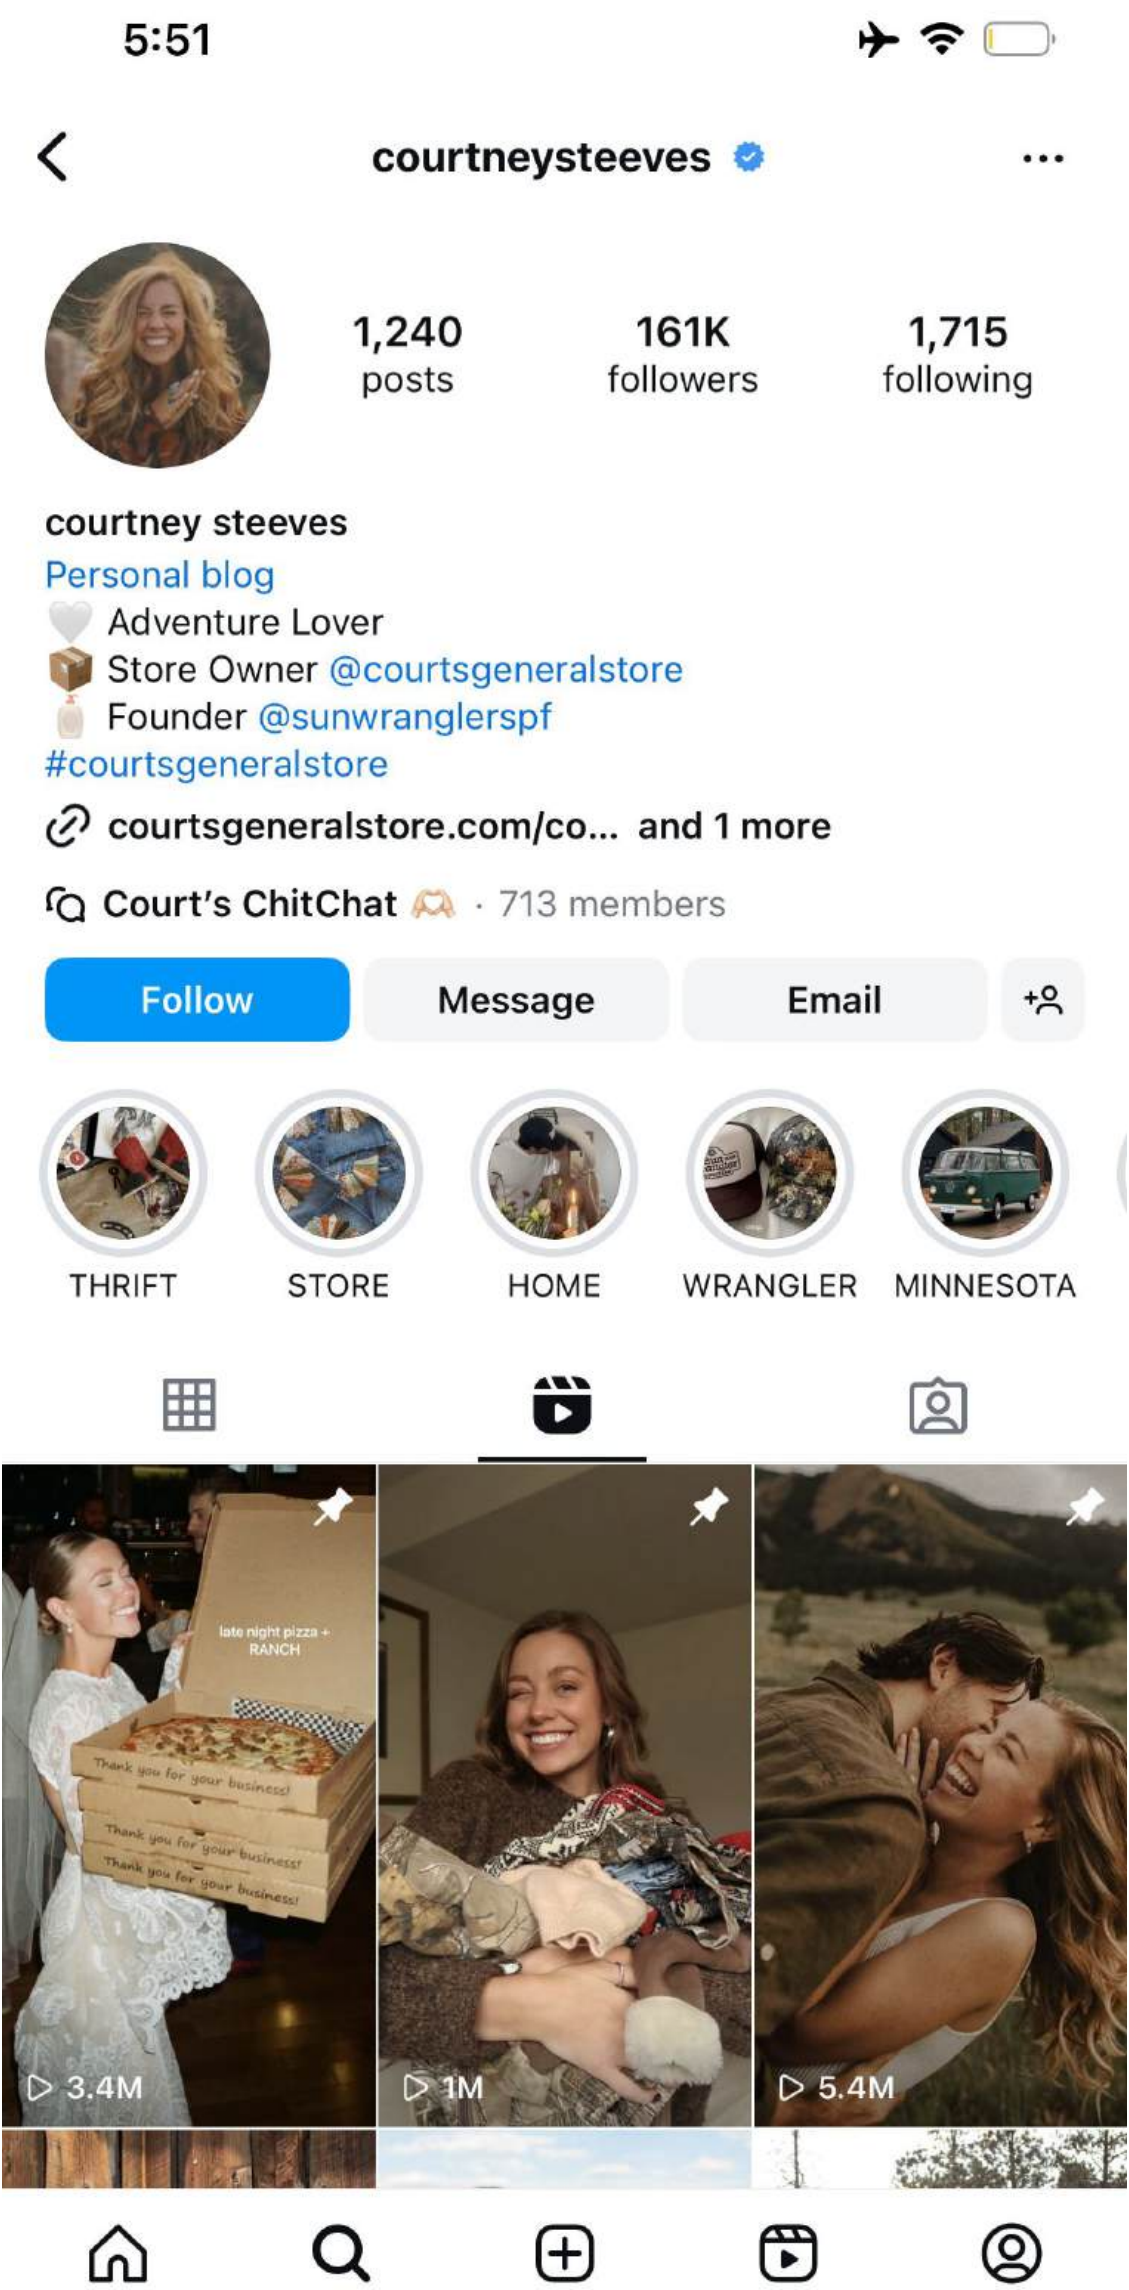 5:51
courtneysteeves
1,240 posts
161K followers
1,715 following
courtney steeves
Personal blog
🤍 Adventure Lover
📦 Store Owner @courtsgeneralstore
🧴 Founder @sunwranglerspf
#courtsgeneralstore
courtsgeneralstore.com/co... and 1 more
Court's ChitChat 🫶🏻 · 713 members
Follow
Message
Email
THRIFT
STORE
HOME
WRANGLER
MINNESOTA
late night pizza +
RANCH
Thank you for your business!
Thank you for your business!
Thank you for your business!
3.4M
1M
5.4M